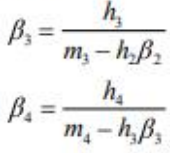 β₃ = h₃ / (m₃ − h₂β₂)
β₄ = h₄ / (m₄ − h₃β₃)